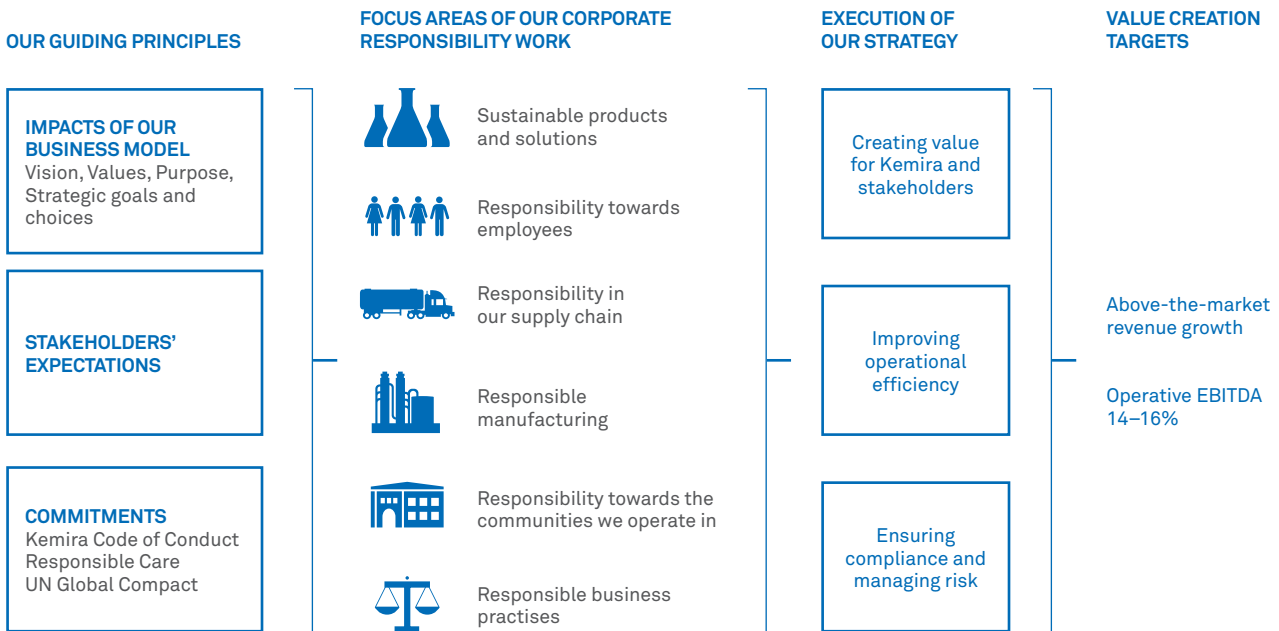 OUR GUIDING PRINCIPLES
IMPACTS OF OUR
BUSINESS MODEL
Vision, Values, Purpose,
Strategic goals and
choices
STAKEHOLDERS’
EXPECTATIONS
COMMITMENTS
Kemira Code of Conduct
Responsible Care
UN Global Compact
FOCUS AREAS OF OUR CORPORATE
RESPONSIBILITY WORK
Sustainable products
and solutions
Responsibility towards
employees
Responsibility in
our supply chain
Responsible
manufacturing
Responsibility towards the
communities we operate in
Responsible business
practises
EXECUTION OF
OUR STRATEGY
Creating value
for Kemira and
stakeholders
Improving
operational
efficiency
Ensuring
compliance and
managing risk
VALUE CREATION
TARGETS
Above-the-market
revenue growth
Operative EBITDA
14–16%